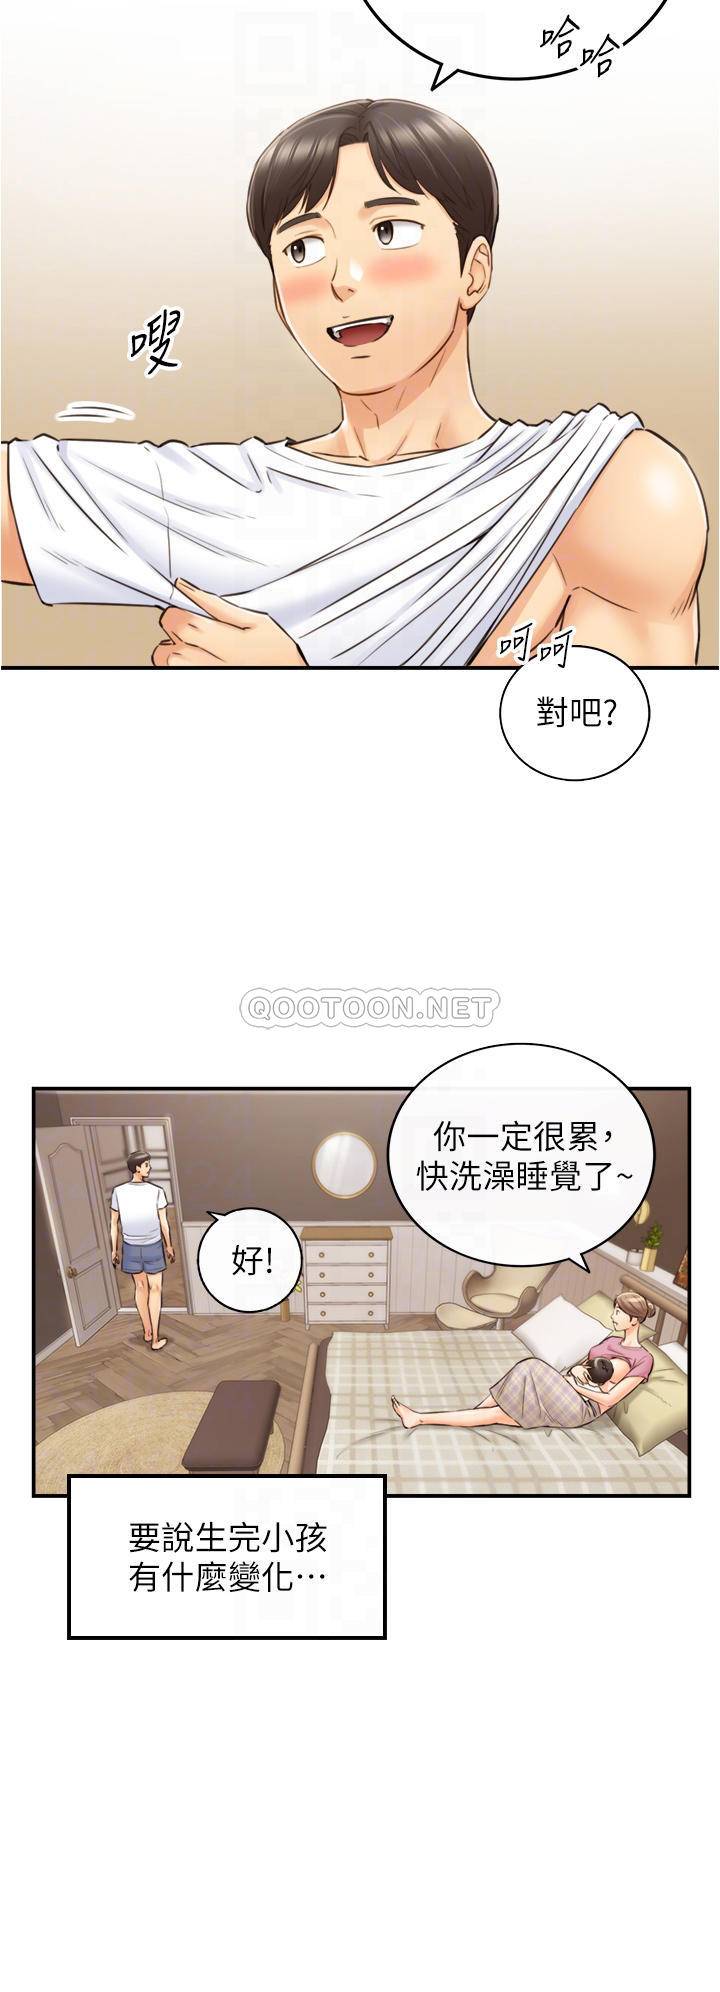 哈哈
嗖
呵呵
對吧?
QOOTOON.NET
你一定很累，
快洗澡睡覺了~
好!
要說生完小孩
有什麼變化…